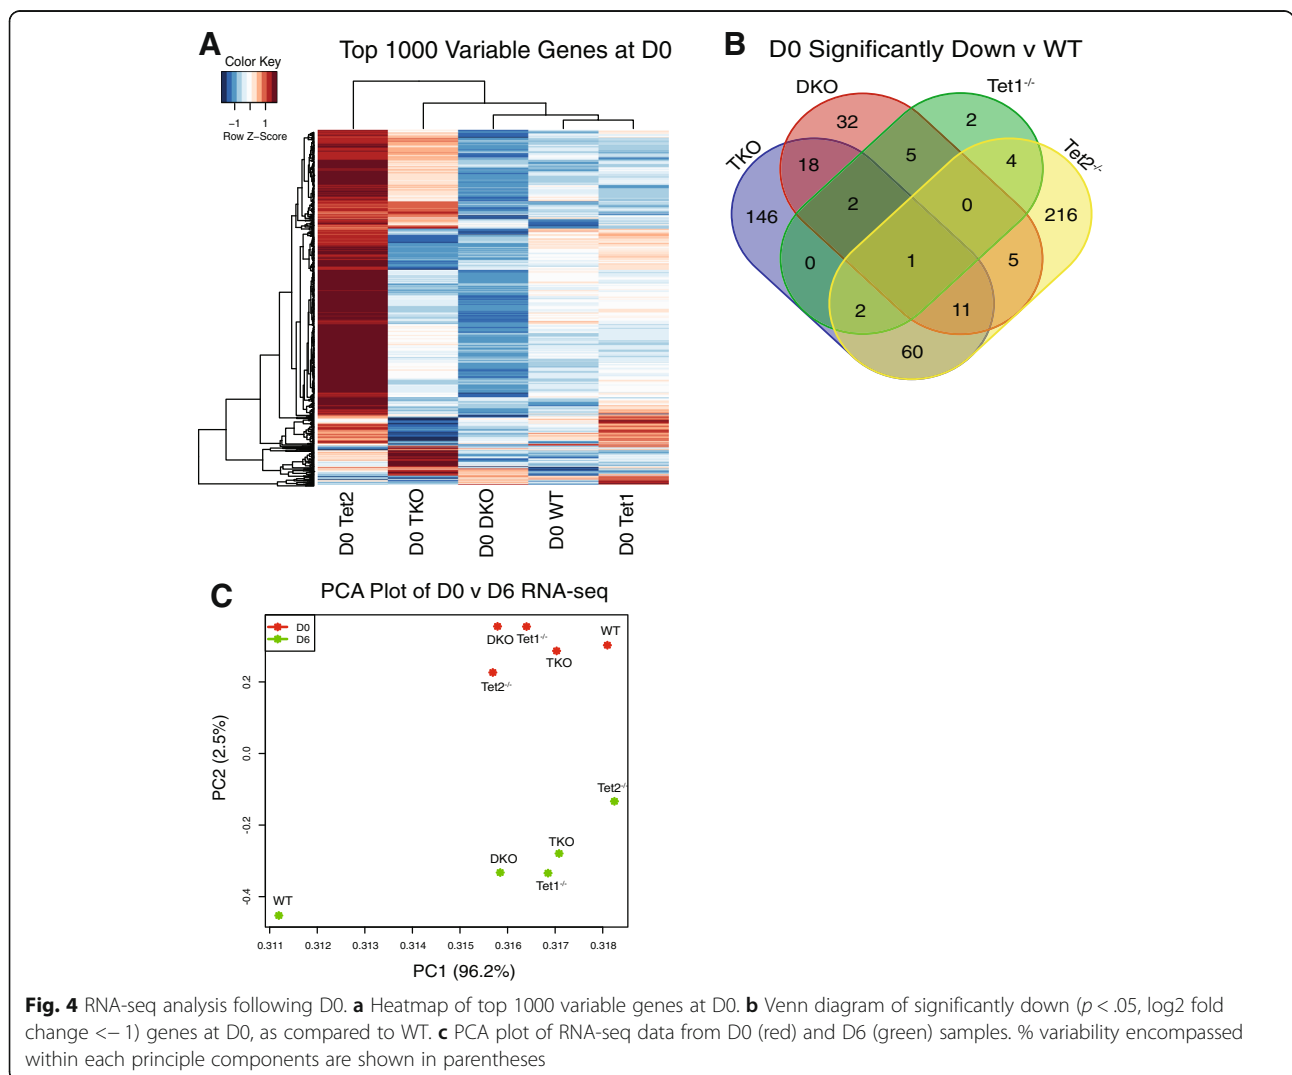 A
Top 1000 Variable Genes at D0
Color Key
−1 1
Row Z−Score
D0 Tet2
D0 TKO
D0 DKO
D0 WT
D0 Tet1
B
D0 Significantly Down v WT
DKO
Tet1-/-
TKO
Tet2-/-
32
2
18
5
4
146
2
0
216
0
1
5
2
11
60
C
PCA Plot of D0 v D6 RNA-seq
D0
D6
DKO
Tet1-/-
WT
TKO
Tet2-/-
Tet2-/-
TKO
DKO
Tet1-/-
WT
0.2
0.0
-0.2
-0.4
PC2 (2.5%)
0.311 0.312 0.313 0.314 0.315 0.316 0.317 0.318
PC1 (96.2%)
Fig. 4 RNA-seq analysis following D0. a Heatmap of top 1000 variable genes at D0. b Venn diagram of significantly down (p < .05, log2 fold
change <− 1) genes at D0, as compared to WT. c PCA plot of RNA-seq data from D0 (red) and D6 (green) samples. % variability encompassed
within each principle components are shown in parentheses